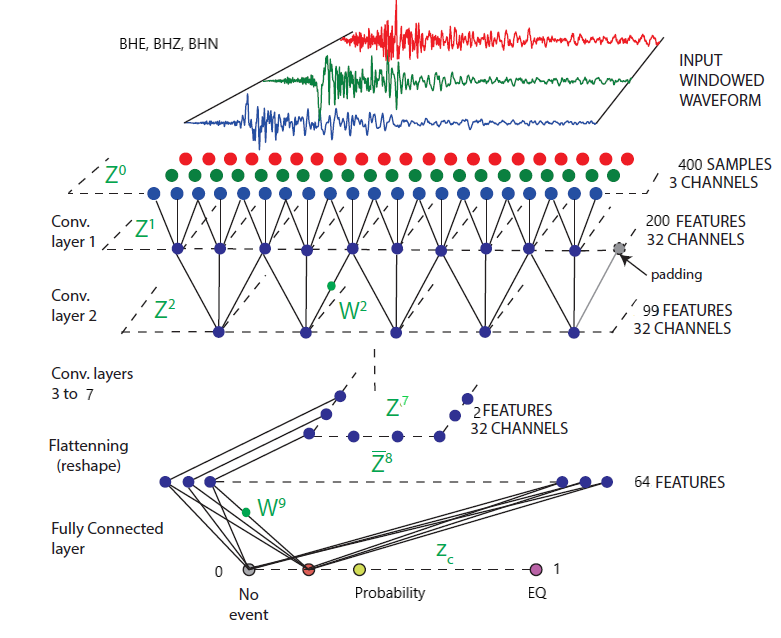 BHE, BHZ, BHN
INPUT
WINDOWED
WAVEFORM
Z0
400 SAMPLES
3 CHANNELS
Conv.
layer 1
Z1
200 FEATURES
32 CHANNELS
padding
Conv.
layer 2
Z2
W2
99 FEATURES
32 CHANNELS
Conv. layers
3 to 7
Z7
2 FEATURES
32 CHANNELS
Flattenning
(reshape)
Z̅8
64 FEATURES
W9
Fully Connected
layer
zc
0
1
No
event
Probability
EQ